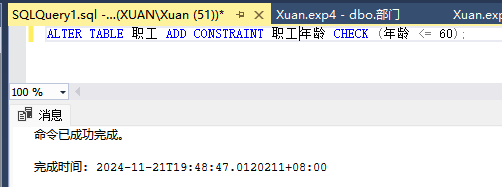 SQLQuery1.sql -...(XUAN\Xuan (51))* Xuan.exp4 - dbo.部门 Xuan.exp
ALTER TABLE 职工 ADD CONSTRAINT 职工年龄 CHECK (年龄 <= 60);
100 %
消息
命令已成功完成。
完成时间: 2024-11-21T19:48:47.0120211+08:00